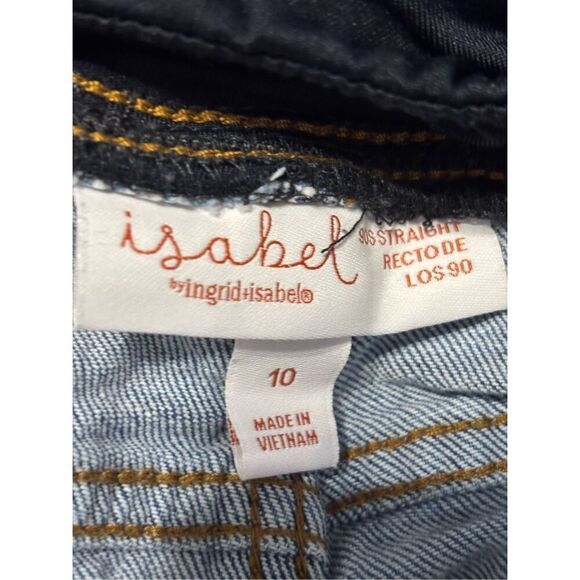 isabel
by ingrid+isabel®
90S STRAIGHT
RECTO DE
LOS 90
10
MADE IN
VIETNAM